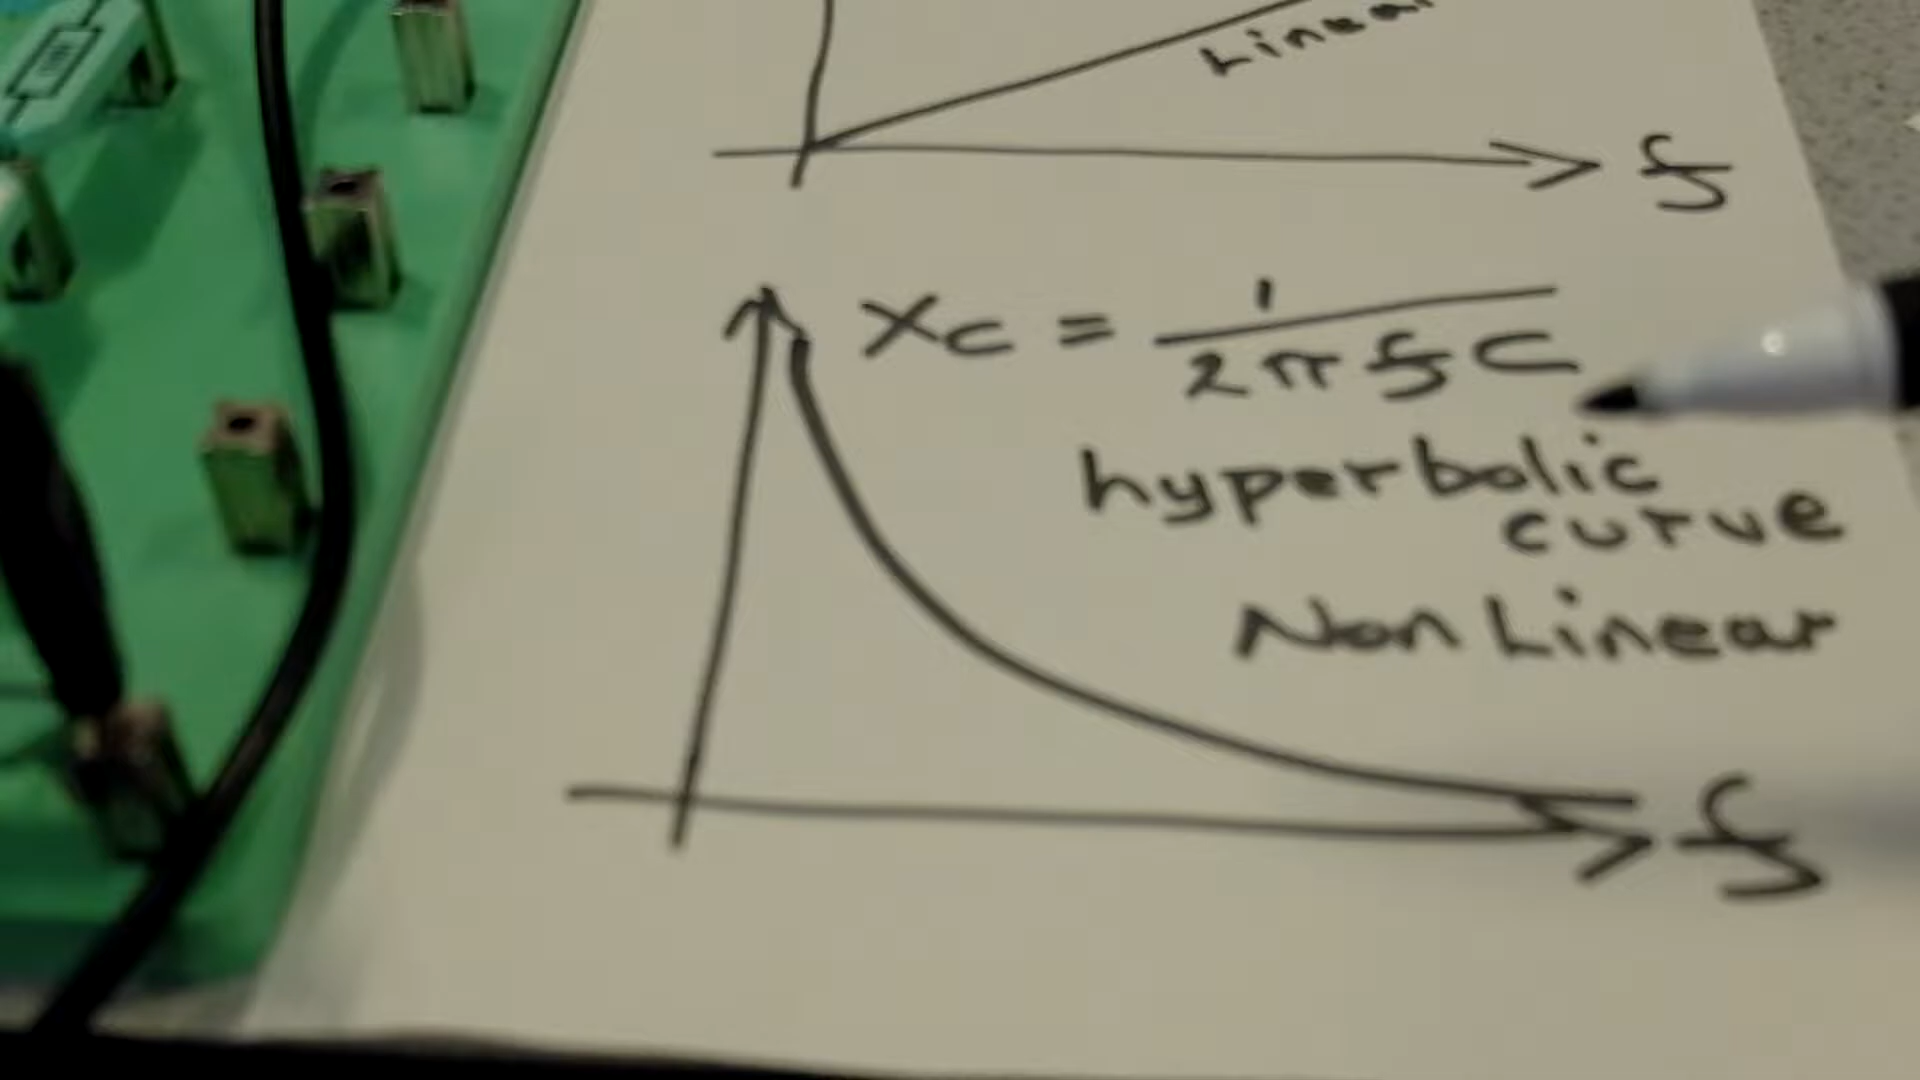 Linear
f
Xc = 1/2πfC
hyperbolic
curve
Non Linear
f